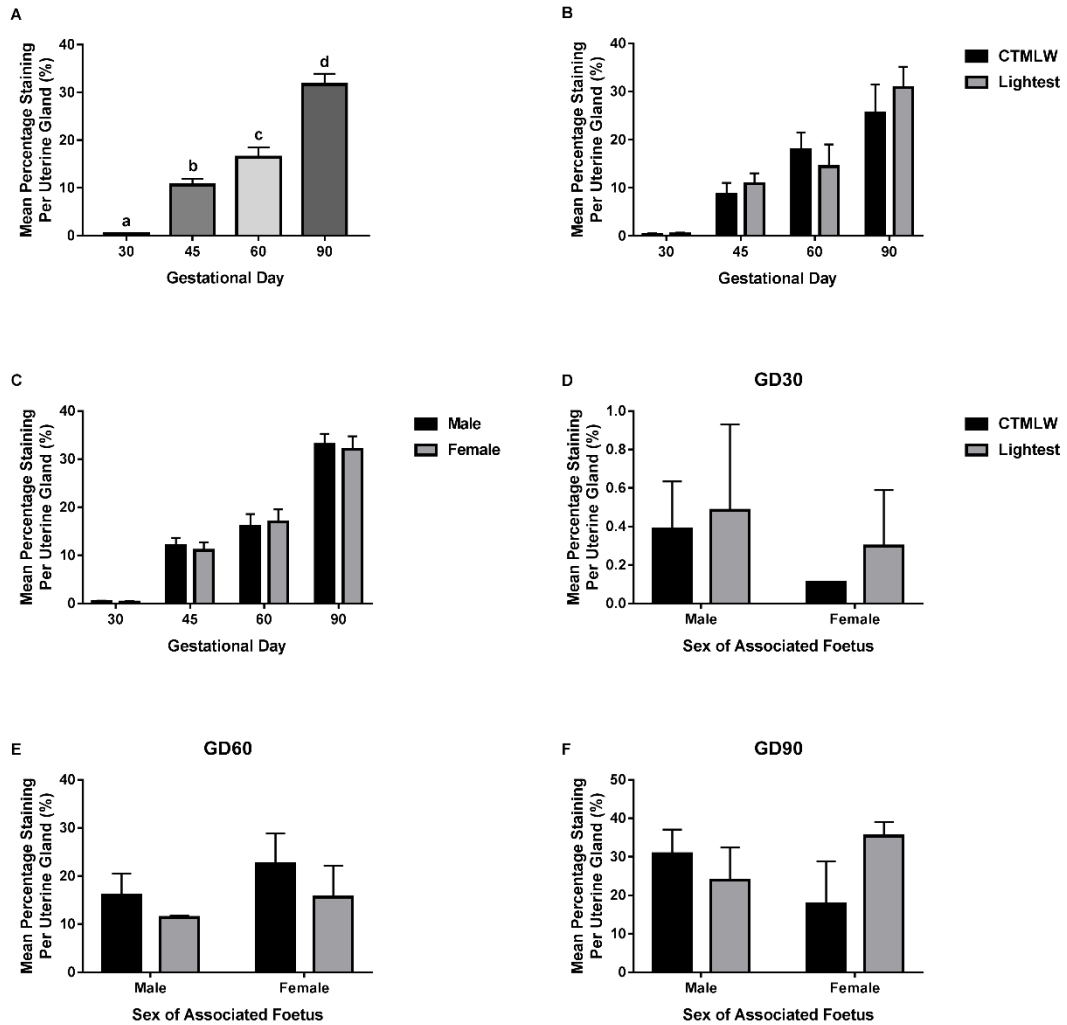 A
Mean Percentage Staining
Per Uterine Gland (%)
40
30
20
10
0
a
b
c
d
30 45 60 90
Gestational Day
B
Mean Percentage Staining
Per Uterine Gland (%)
40
30
20
10
0
30 45 60 90
Gestational Day
CTMLW
Lightest
C
Mean Percentage Staining
Per Uterine Gland (%)
40
30
20
10
0
30 45 60 90
Gestational Day
Male
Female
D
GD30
Mean Percentage Staining
Per Uterine Gland (%)
1.0
0.8
0.6
0.4
0.2
0.0
Male Female
Sex of Associated Foetus
CTMLW
Lightest
E
GD60
Mean Percentage Staining
Per Uterine Gland (%)
40
30
20
10
0
Male Female
Sex of Associated Foetus
F
GD90
Mean Percentage Staining
Per Uterine Gland (%)
50
40
30
20
10
0
Male Female
Sex of Associated Foetus